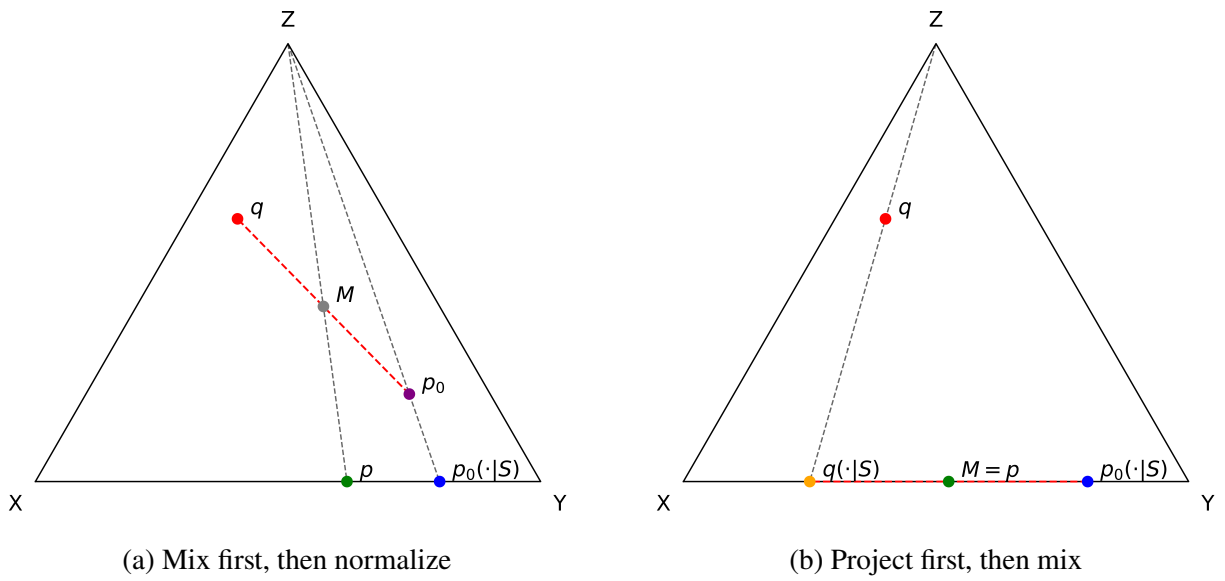 Z
q
M
p₀
p
p₀(·|S)
X
Y
(a) Mix first, then normalize
Z
q
q(·|S)
M = p
p₀(·|S)
X
Y
(b) Project first, then mix